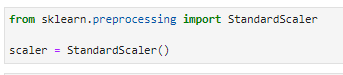 from sklearn.preprocessing import StandardScaler
scaler = StandardScaler()